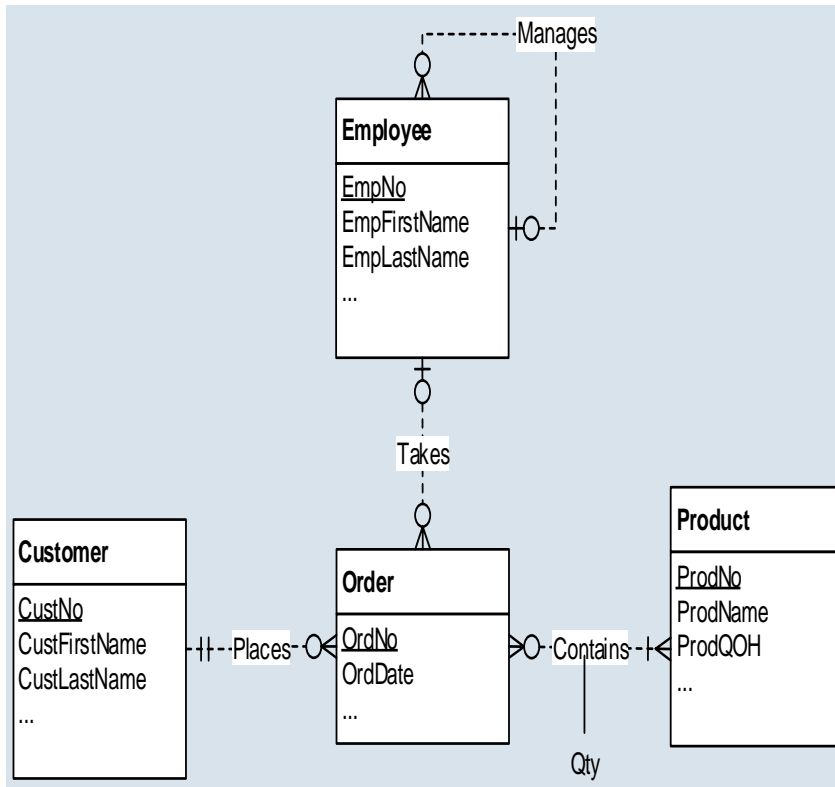 Manages
Employee
EmpNo
EmpFirstName
EmpLastName
...
Takes
Customer
CustNo
CustFirstName
CustLastName
...
Places
Order
OrdNo
OrdDate
...
Contains
Qty
Product
ProdNo
ProdName
ProdQOH
...